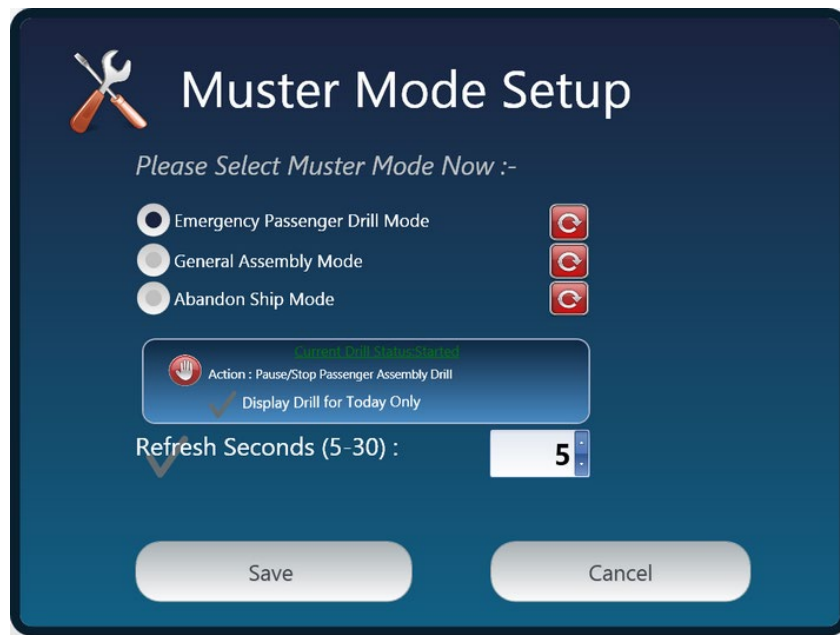 Muster Mode Setup
Please Select Muster Mode Now :-
Emergency Passenger Drill Mode
General Assembly Mode
Abandon Ship Mode
Current Drill Status:Started
Action : Pause/Stop Passenger Assembly Drill
Display Drill for Today Only
Refresh Seconds (5-30) : 5
Save Cancel